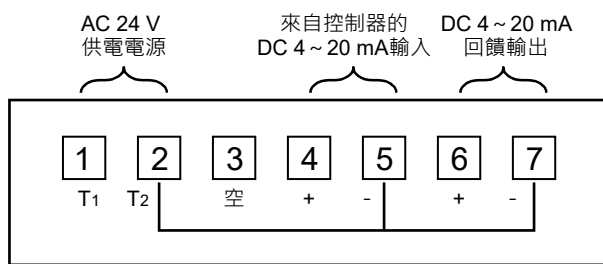 AC 24 V
供電電源
來自控制器的
DC 4～20 mA輸入
DC 4～20 mA
回饋輸出
1 2 3 4 5 6 7
T1 T2 空 + - + -